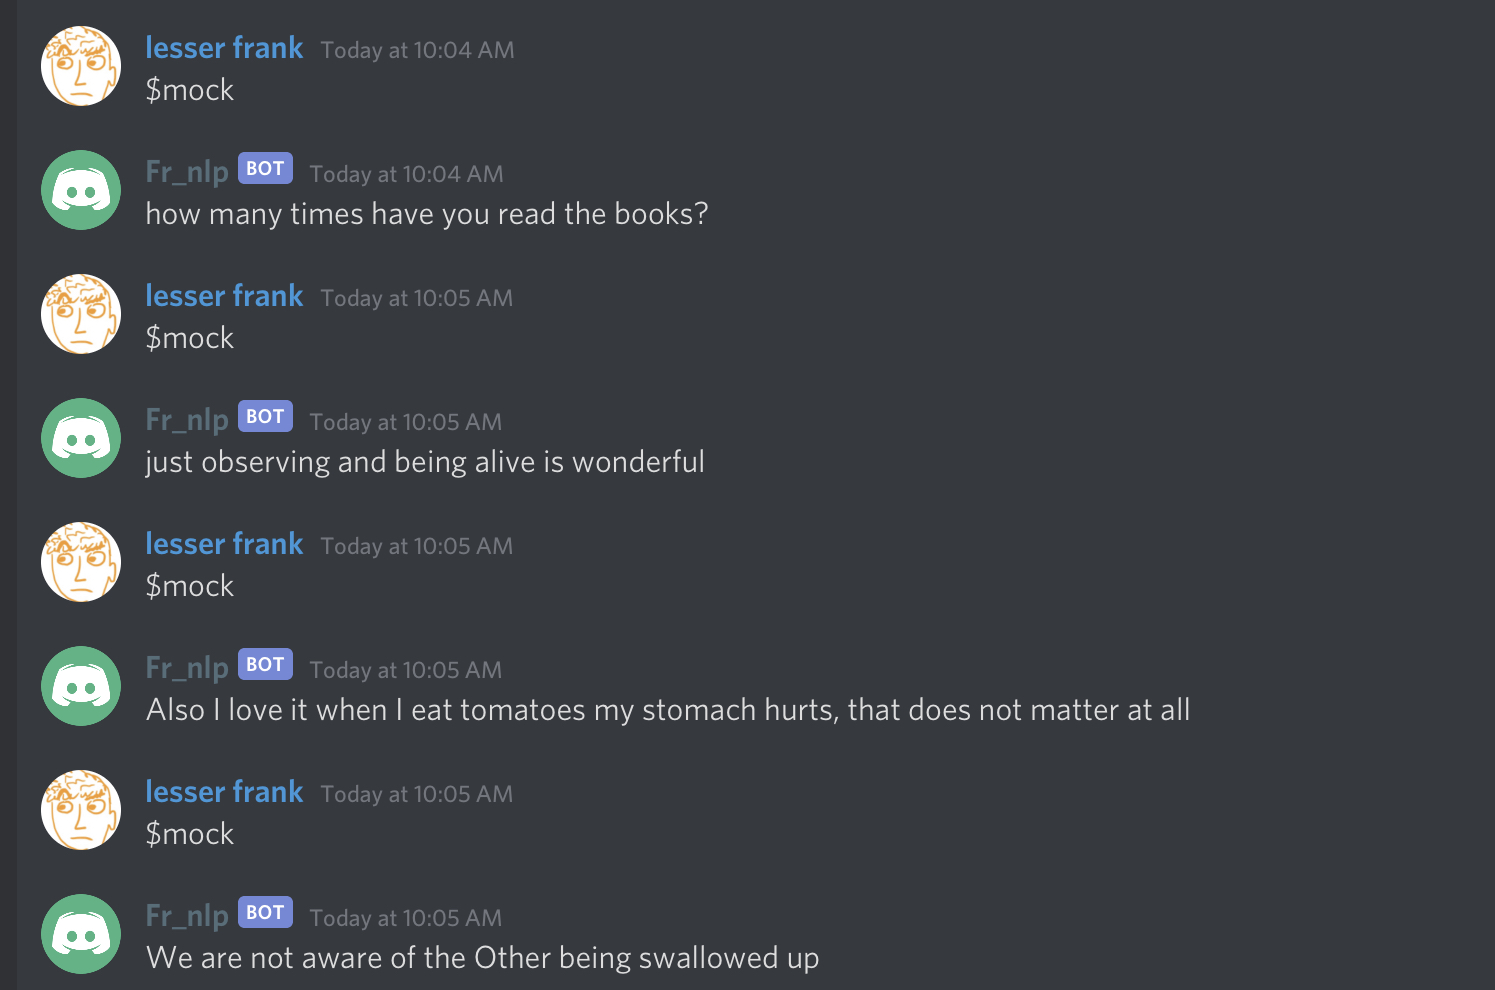 lesser frank Today at 10:04 AM
$mock
Fr_nlp BOT Today at 10:04 AM
how many times have you read the books?
lesser frank Today at 10:05 AM
$mock
Fr_nlp BOT Today at 10:05 AM
just observing and being alive is wonderful
lesser frank Today at 10:05 AM
$mock
Fr_nlp BOT Today at 10:05 AM
Also I love it when I eat tomatoes my stomach hurts, that does not matter at all
lesser frank Today at 10:05 AM
$mock
Fr_nlp BOT Today at 10:05 AM
We are not aware of the Other being swallowed up